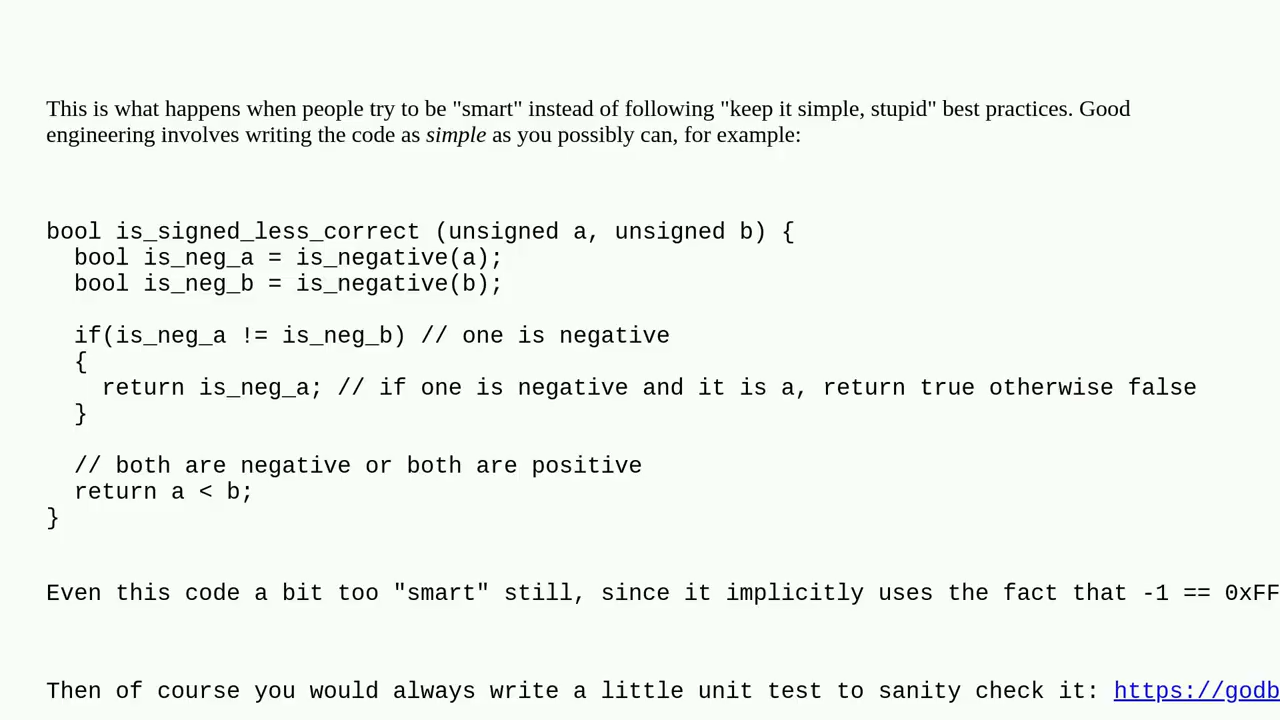 This is what happens when people try to be "smart" instead of following "keep it simple, stupid" best practices. Good
engineering involves writing the code as simple as you possibly can, for example:
bool is_signed_less_correct (unsigned a, unsigned b) {
  bool is_neg_a = is_negative(a);
  bool is_neg_b = is_negative(b);
  if(is_neg_a != is_neg_b) // one is negative
  {
    return is_neg_a; // if one is negative and it is a, return true otherwise false
  }
  // both are negative or both are positive
  return a < b;
}
Even this code a bit too "smart" still, since it implicitly uses the fact that -1 == 0xFF
Then of course you would always write a little unit test to sanity check it: https://godb